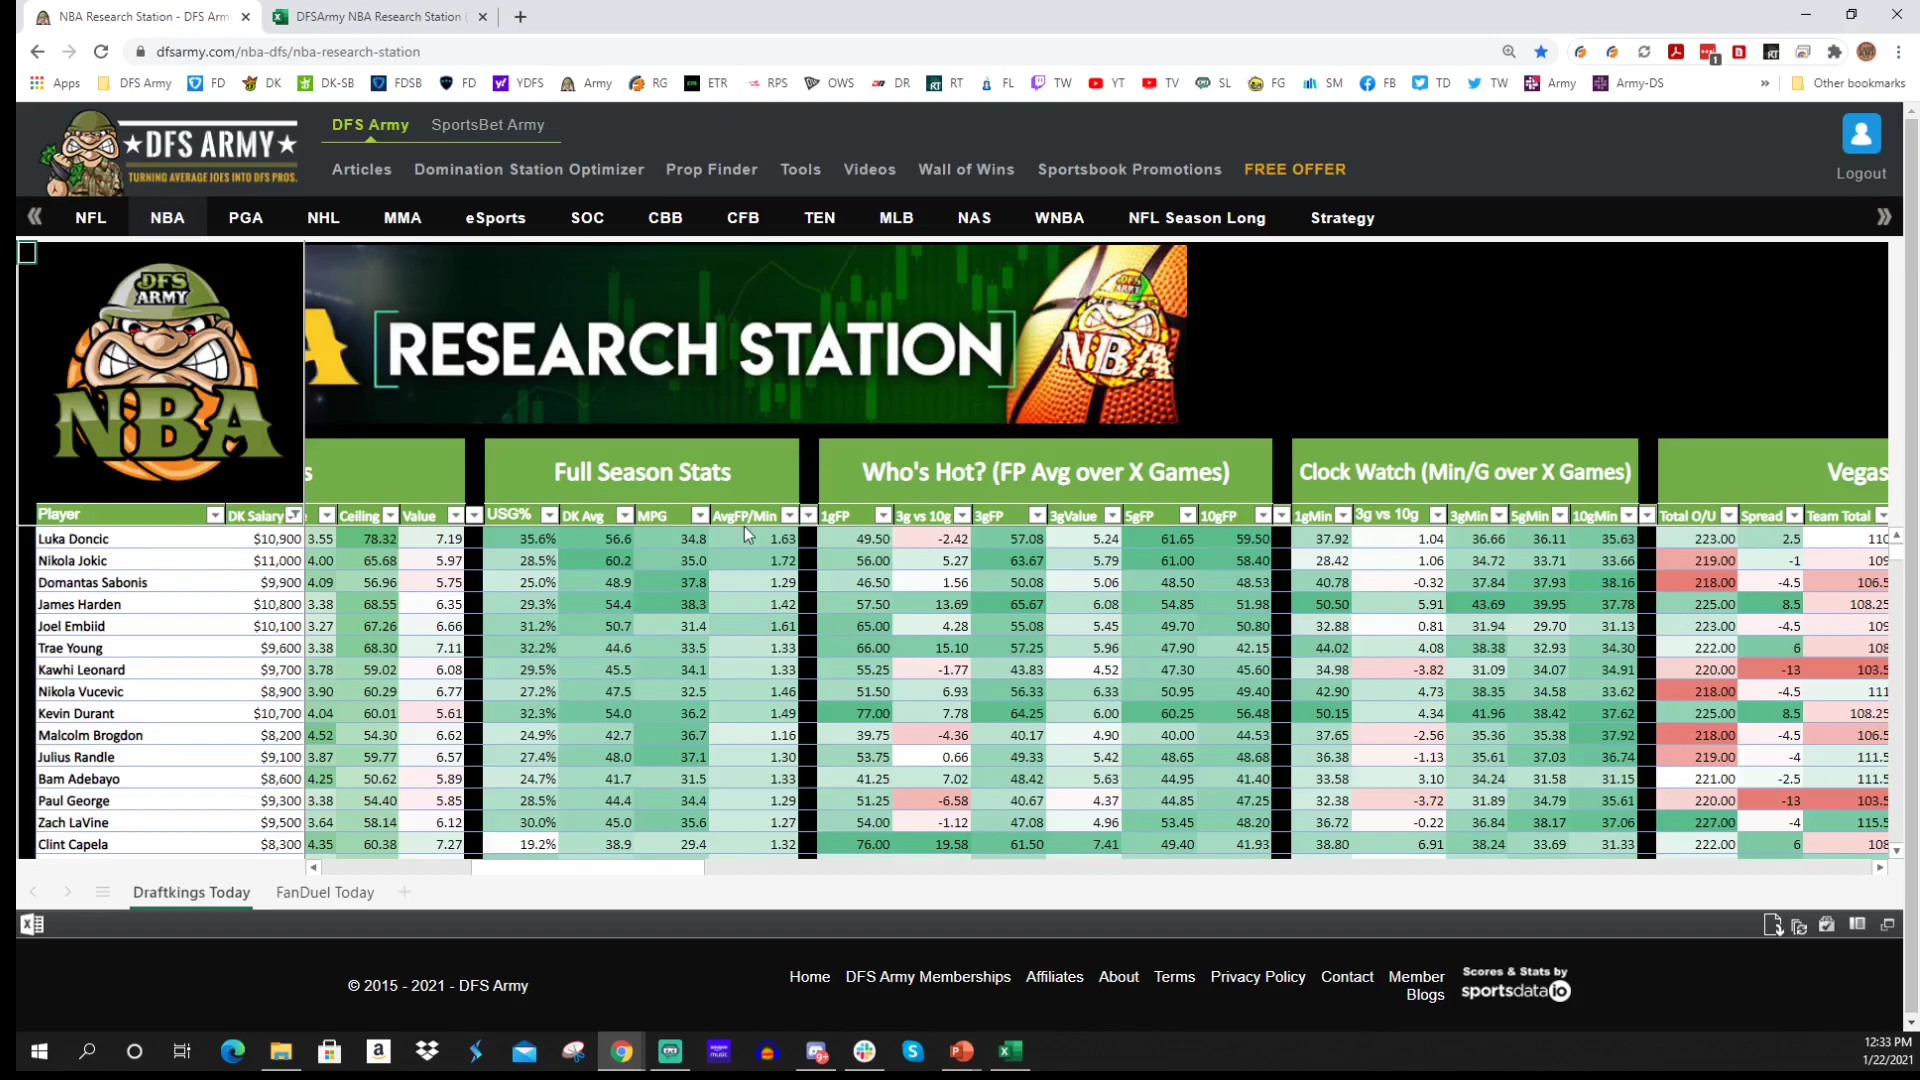 NBA Research Station - DFS Arm
DFSArmy NBA Research Station (
dfsarmy.com/nba-dfs/nba-research-station
1
Apps DFS Army FD DK DK-SB FDSB FD YDFS Army RG ETR RPS OWS DR RT FL TW YT TV SL FG SM FB TD TW Army Army-DS » Other bookmarks
DFS Army SportsBet Army
DFS ARMY
TURNING AVERAGE JOES INTO DFS PROS.
Articles Domination Station Optimizer Prop Finder Tools Videos Wall of Wins Sportsbook Promotions FREE OFFER
Logout
NFL NBA PGA NHL MMA eSports SOC CBB CFB TEN MLB NAS WNBA NFL Season Long Strategy
DFS ARMY
NBA
A RESEARCH STATION
DFS ARMY NBA
s Full Season Stats Who's Hot? (FP Avg over X Games) Clock Watch (Min/G over X Games) Vegas
Player DK Salary Ceiling Value USG% DK Avg MPG AvgFP/Min 1gFP 3g vs 10g 3gFP 3gValue 5gFP 10gFP 1gMin 3g vs 10g 3gMin 5gMin 10gMin Total O/U Spread Team Total
Luka Doncic $10,900 3.55 78.32 7.19 35.6% 56.6 34.8 1.63 49.50 -2.42 57.08 5.24 61.65 59.50 37.92 1.04 36.66 36.11 35.63 223.00 2.5 110
Nikola Jokic $11,000 4.00 65.68 5.97 28.5% 60.2 35.0 1.72 56.00 5.27 63.67 5.79 61.00 58.40 28.42 1.06 34.72 33.71 33.66 219.00 -1 109
Domantas Sabonis $9,900 4.09 56.96 5.75 25.0% 48.9 37.8 1.29 46.50 1.56 50.08 5.06 48.50 48.53 40.78 -0.32 37.84 37.93 38.16 218.00 -4.5 106.5
James Harden $10,800 3.38 68.55 6.35 29.3% 54.4 38.3 1.42 57.50 13.69 65.67 6.08 54.85 51.98 50.50 5.91 43.69 39.95 37.78 225.00 8.5 108.25
Joel Embiid $10,100 3.27 67.26 6.66 31.2% 50.7 31.4 1.61 65.00 4.28 55.08 5.45 49.70 50.80 32.88 0.81 31.94 29.70 31.13 223.00 -4.5 109
Trae Young $9,600 3.38 68.30 7.11 32.2% 44.6 33.5 1.33 66.00 15.10 57.25 5.96 47.90 42.15 44.02 4.08 38.38 32.93 34.30 222.00 6 108
Kawhi Leonard $9,700 3.78 59.02 6.08 29.5% 45.5 34.1 1.33 55.25 -1.77 43.83 4.52 47.30 45.60 34.98 -3.82 31.09 34.07 34.91 220.00 -13 103.5
Nikola Vucevic $8,900 3.90 60.29 6.77 27.2% 47.5 32.5 1.46 51.50 6.93 56.33 6.33 50.95 49.40 42.90 4.73 38.35 34.58 33.62 218.00 -4.5 111
Kevin Durant $10,700 4.04 60.01 5.61 32.3% 54.0 36.2 1.49 77.00 7.78 64.25 6.00 60.25 56.48 50.15 4.34 41.96 38.42 37.62 225.00 8.5 108.25
Malcolm Brogdon $8,200 4.52 54.30 6.62 24.9% 42.7 36.7 1.16 39.75 -4.36 40.17 4.90 40.00 44.53 37.65 -2.56 35.36 35.38 37.92 218.00 -4.5 106.5
Julius Randle $9,100 3.87 59.77 6.57 27.4% 48.0 37.1 1.30 53.75 0.66 49.33 5.42 48.65 48.68 36.38 -1.13 35.61 37.03 36.74 219.00 -4 111.5
Bam Adebayo $8,600 4.25 50.62 5.89 24.7% 41.7 31.5 1.33 41.25 7.02 48.42 5.63 44.95 41.40 33.58 3.10 34.24 31.58 31.15 221.00 -2.5 111.5
Paul George $9,300 3.38 54.40 5.85 28.5% 44.4 34.4 1.29 51.25 -6.58 40.67 4.37 44.85 47.25 32.38 -3.72 31.89 34.79 35.61 220.00 -13 103.5
Zach LaVine $9,500 3.64 58.14 6.12 30.0% 45.0 35.6 1.27 54.00 -1.12 47.08 4.96 53.45 48.20 36.72 -0.22 36.84 38.17 37.06 227.00 -4 115.5
Clint Capela $8,300 4.35 60.38 7.27 19.2% 38.9 29.4 1.32 76.00 19.58 61.50 7.41 49.40 41.93 38.80 6.91 38.24 33.69 31.33 222.00 6 108
Draftkings Today FanDuel Today
© 2015 - 2021 - DFS Army
Home DFS Army Memberships Affiliates About Terms Privacy Policy Contact Member Blogs
Scores & Stats by
sportsdata io
12:33 PM
1/22/2021